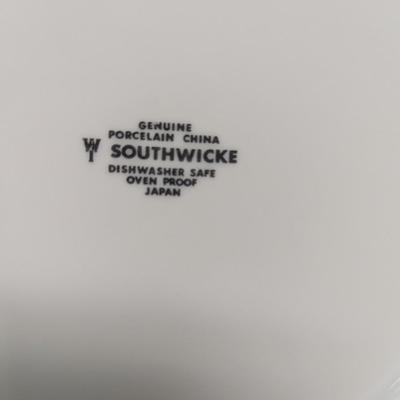 GENUINE
PORCELAIN CHINA
WI SOUTHWICKE
DISHWASHER SAFE
OVEN PROOF
JAPAN